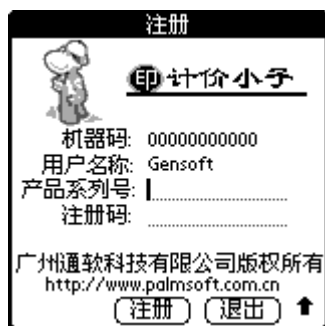 注册
印 计价小子
机器码: 00000000000
用户名称: Gensoft
产品系列号:
注册码:
广州通软科技有限公司版权所有
http://www.palmsoft.com.cn
注册 退出